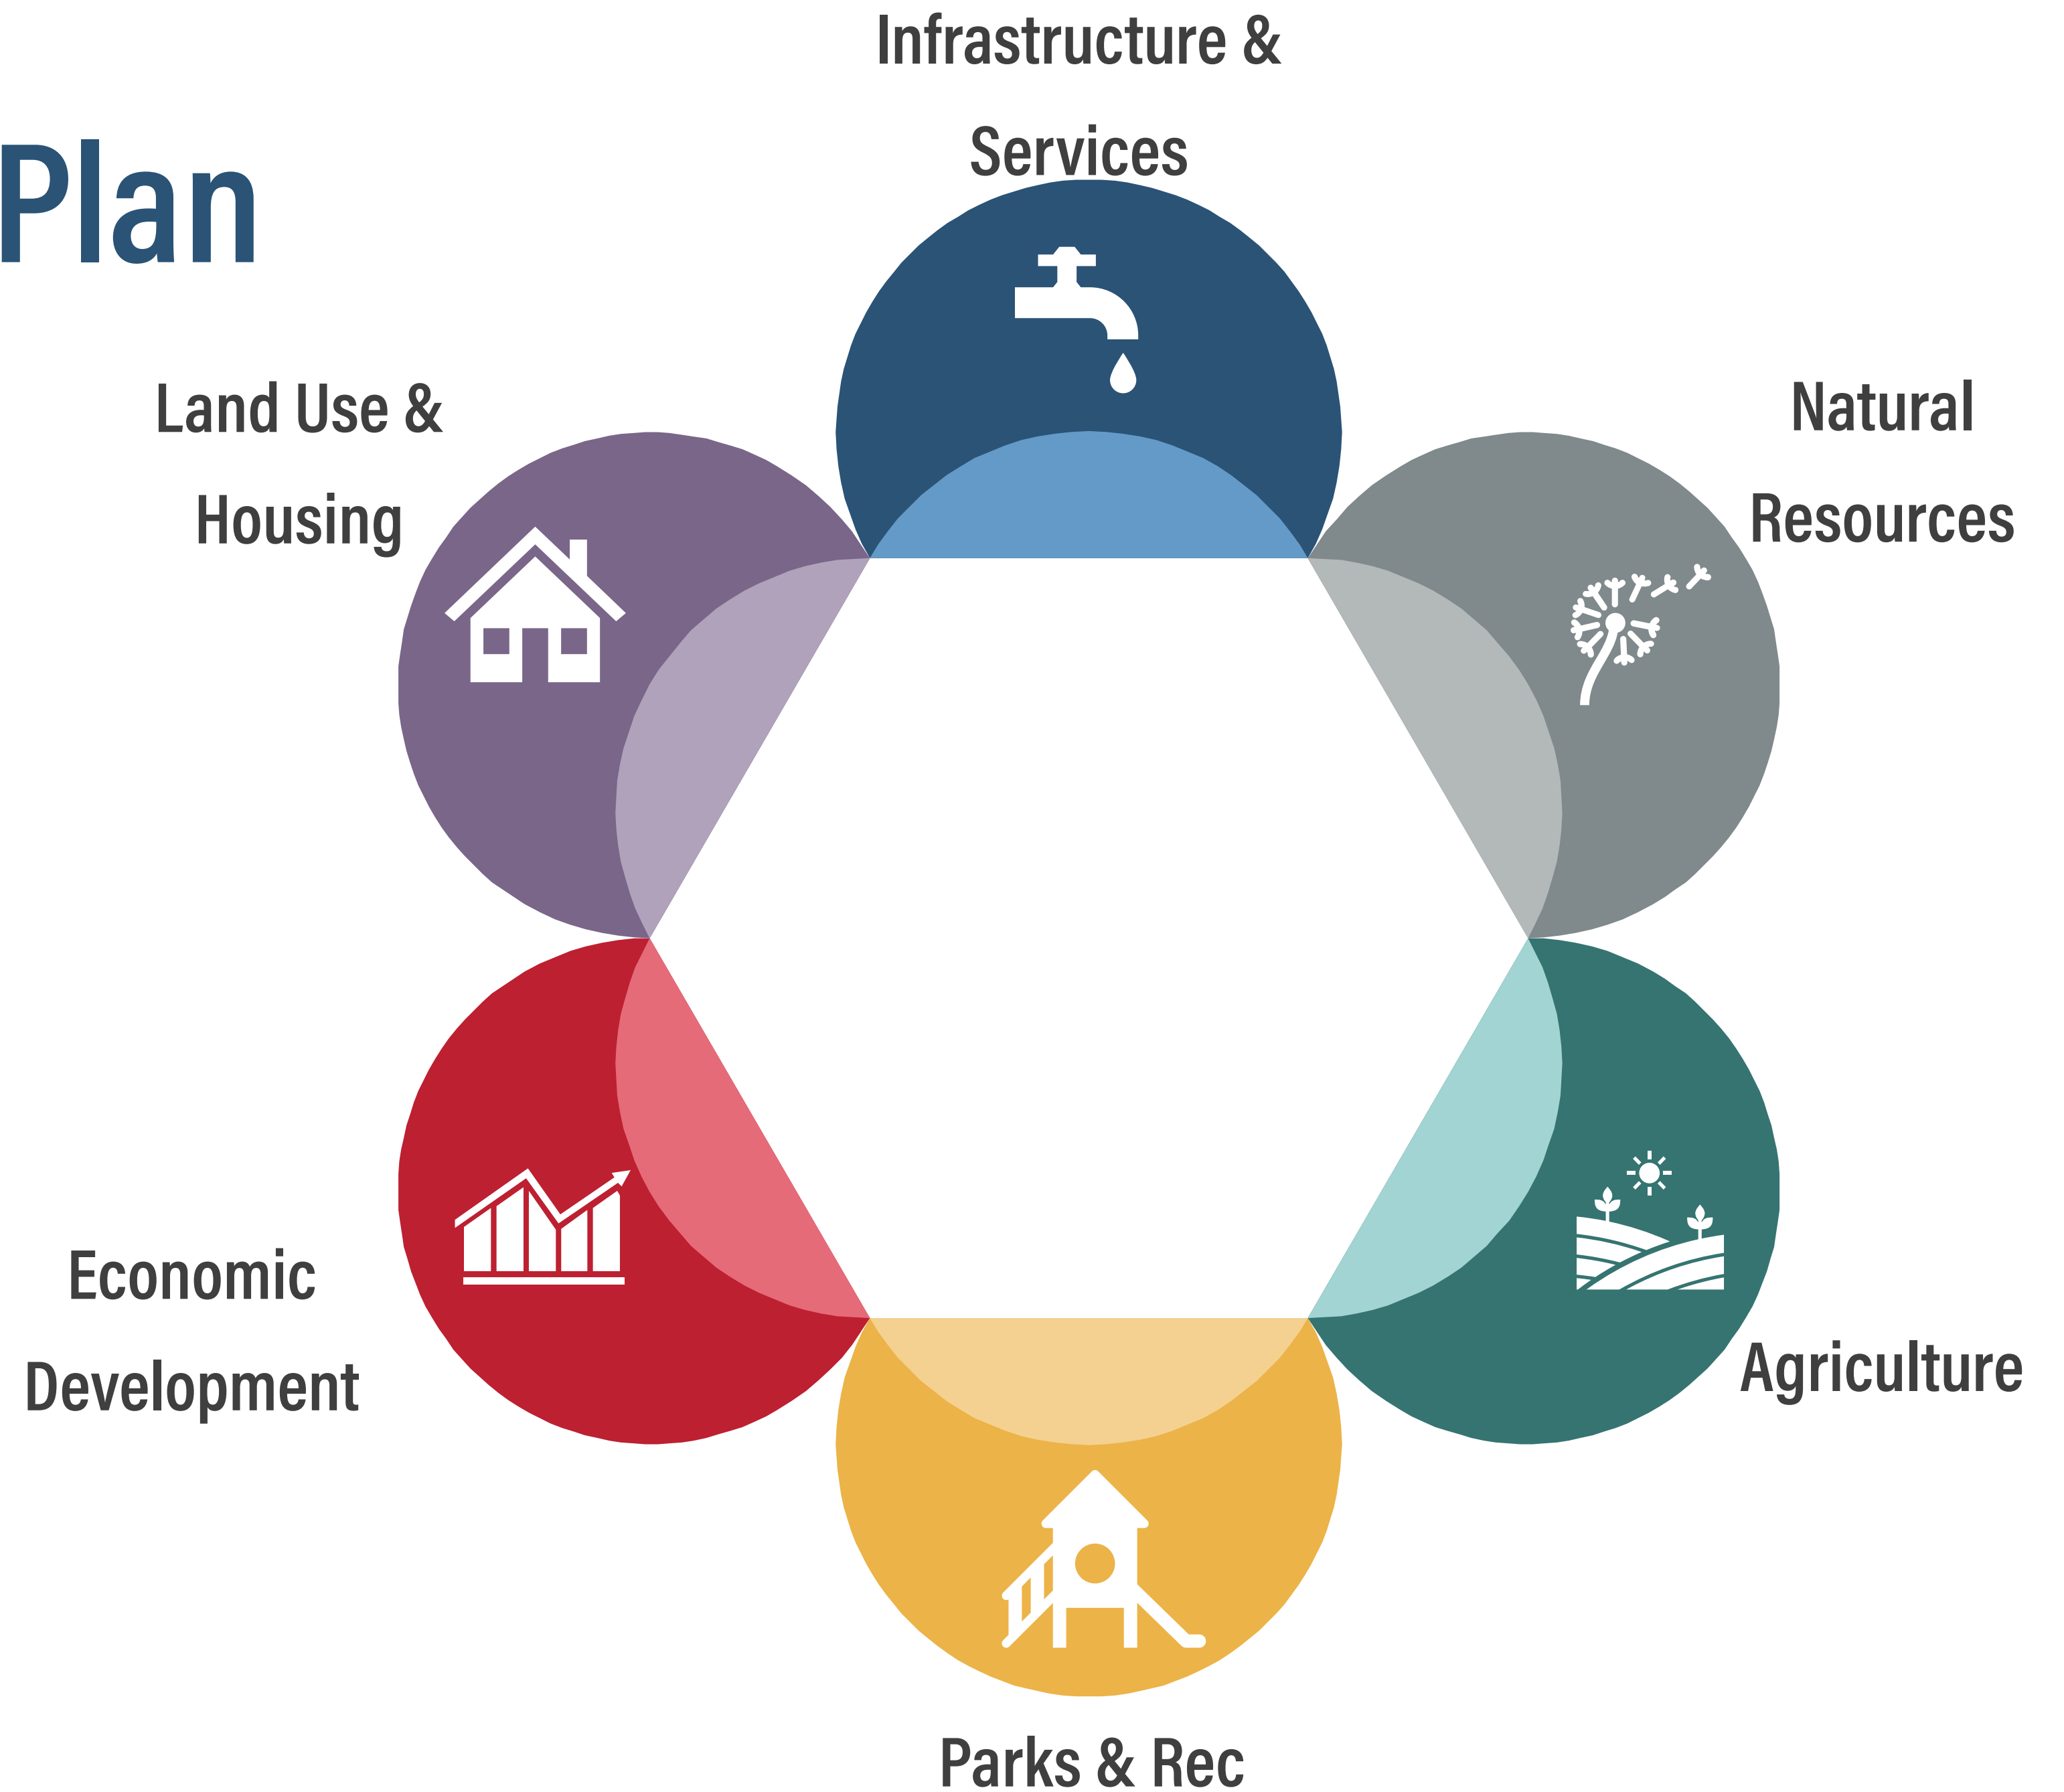 Infrastructure &
Services
Plan
Land Use &
Housing
Natural
Resources
Economic
Development
Agriculture
Parks & Rec